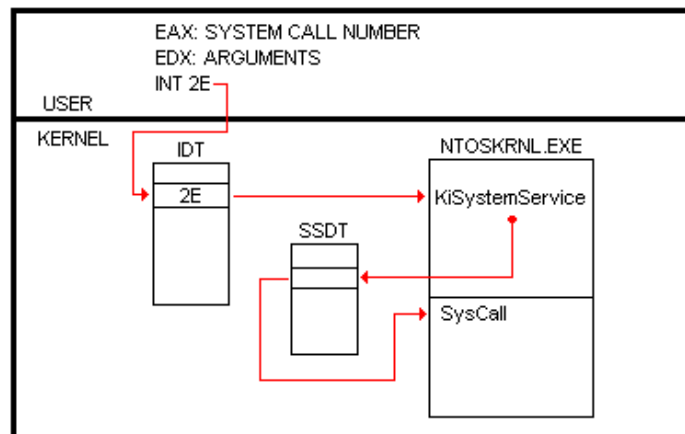 EAX: SYSTEM CALL NUMBER
EDX: ARGUMENTS
INT 2E
USER
KERNEL
IDT
NTOSKRNL.EXE
2E
KiSystemService
SSDT
SysCall